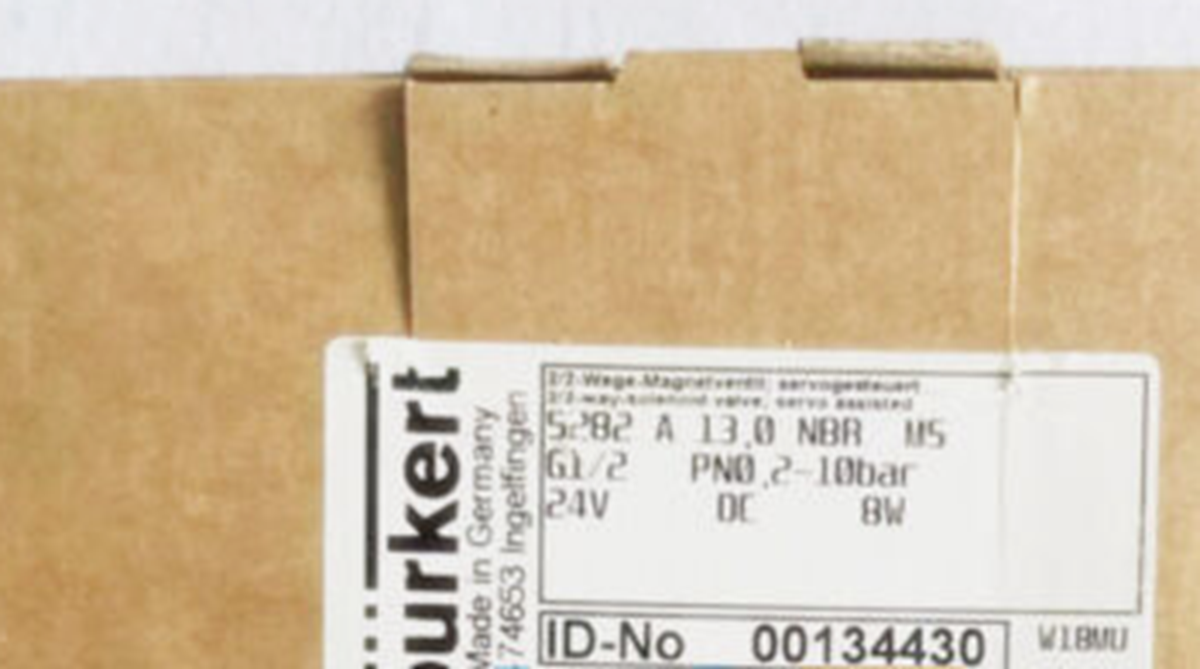 ürkert
Made in Germany
74653 Ingelfingen
2/2-Wege-Magnetventil; servogesteuert
2/2-way-solenoid valve, servo assisted
5282 A 13,0 NBR MS
G1/2 PN0,2-10bar
24V DC 8W
ID-No 00134430
W18MU